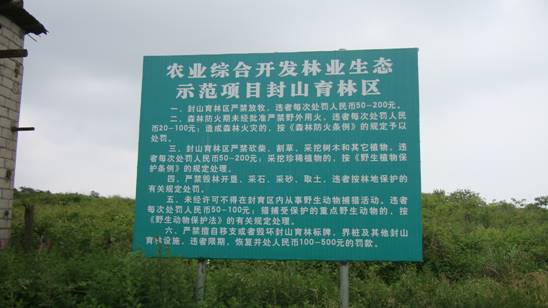 农业综合开发林业生态
示范项目封山育林区
一、封山育林区严禁放牧，违者每次处罚人民币50-200元。
二、森林防火期未经批准严禁野外用火，违者每次处罚人民
币20-100元；造成森林火灾的，按《森林防火条例》的规定予以
处罚。
三、封山育林区严禁砍柴、割草、采挖树木和其它植物，违者
每次处罚人民币50-200元；采挖珍稀植物的，按《野生植物保
护条例》的规定处罚。
四、严禁毁林开垦、采石、采砂、取土，违者按林地保护的
有关规定处罚。
五、未经许可不得在封育区内从事野生动物捕猎活动，违者每
次处罚人民币50-100元；猎捕受保护的重点野生动物的，按
《野生动物保护法》的有关规定处理。
六、严禁擅自移支或者毁坏封山育林标牌、界桩及其他封山
育林设施，违者限期，恢复并处人民币100-500元的罚款。